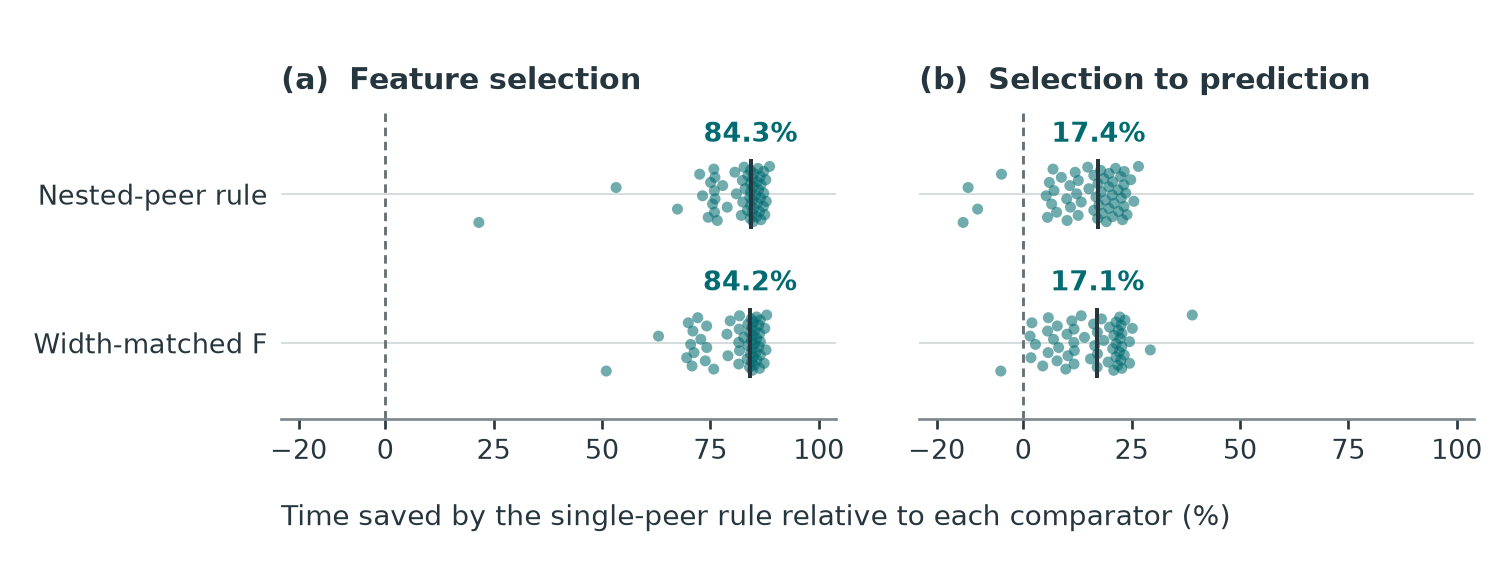 (a)  Feature selection
(b)  Selection to prediction
84.3%
17.4%
Nested-peer rule
84.2%
17.1%
Width-matched F
−20 0 25 50 75 100
−20 0 25 50 75 100
Time saved by the single-peer rule relative to each comparator (%)